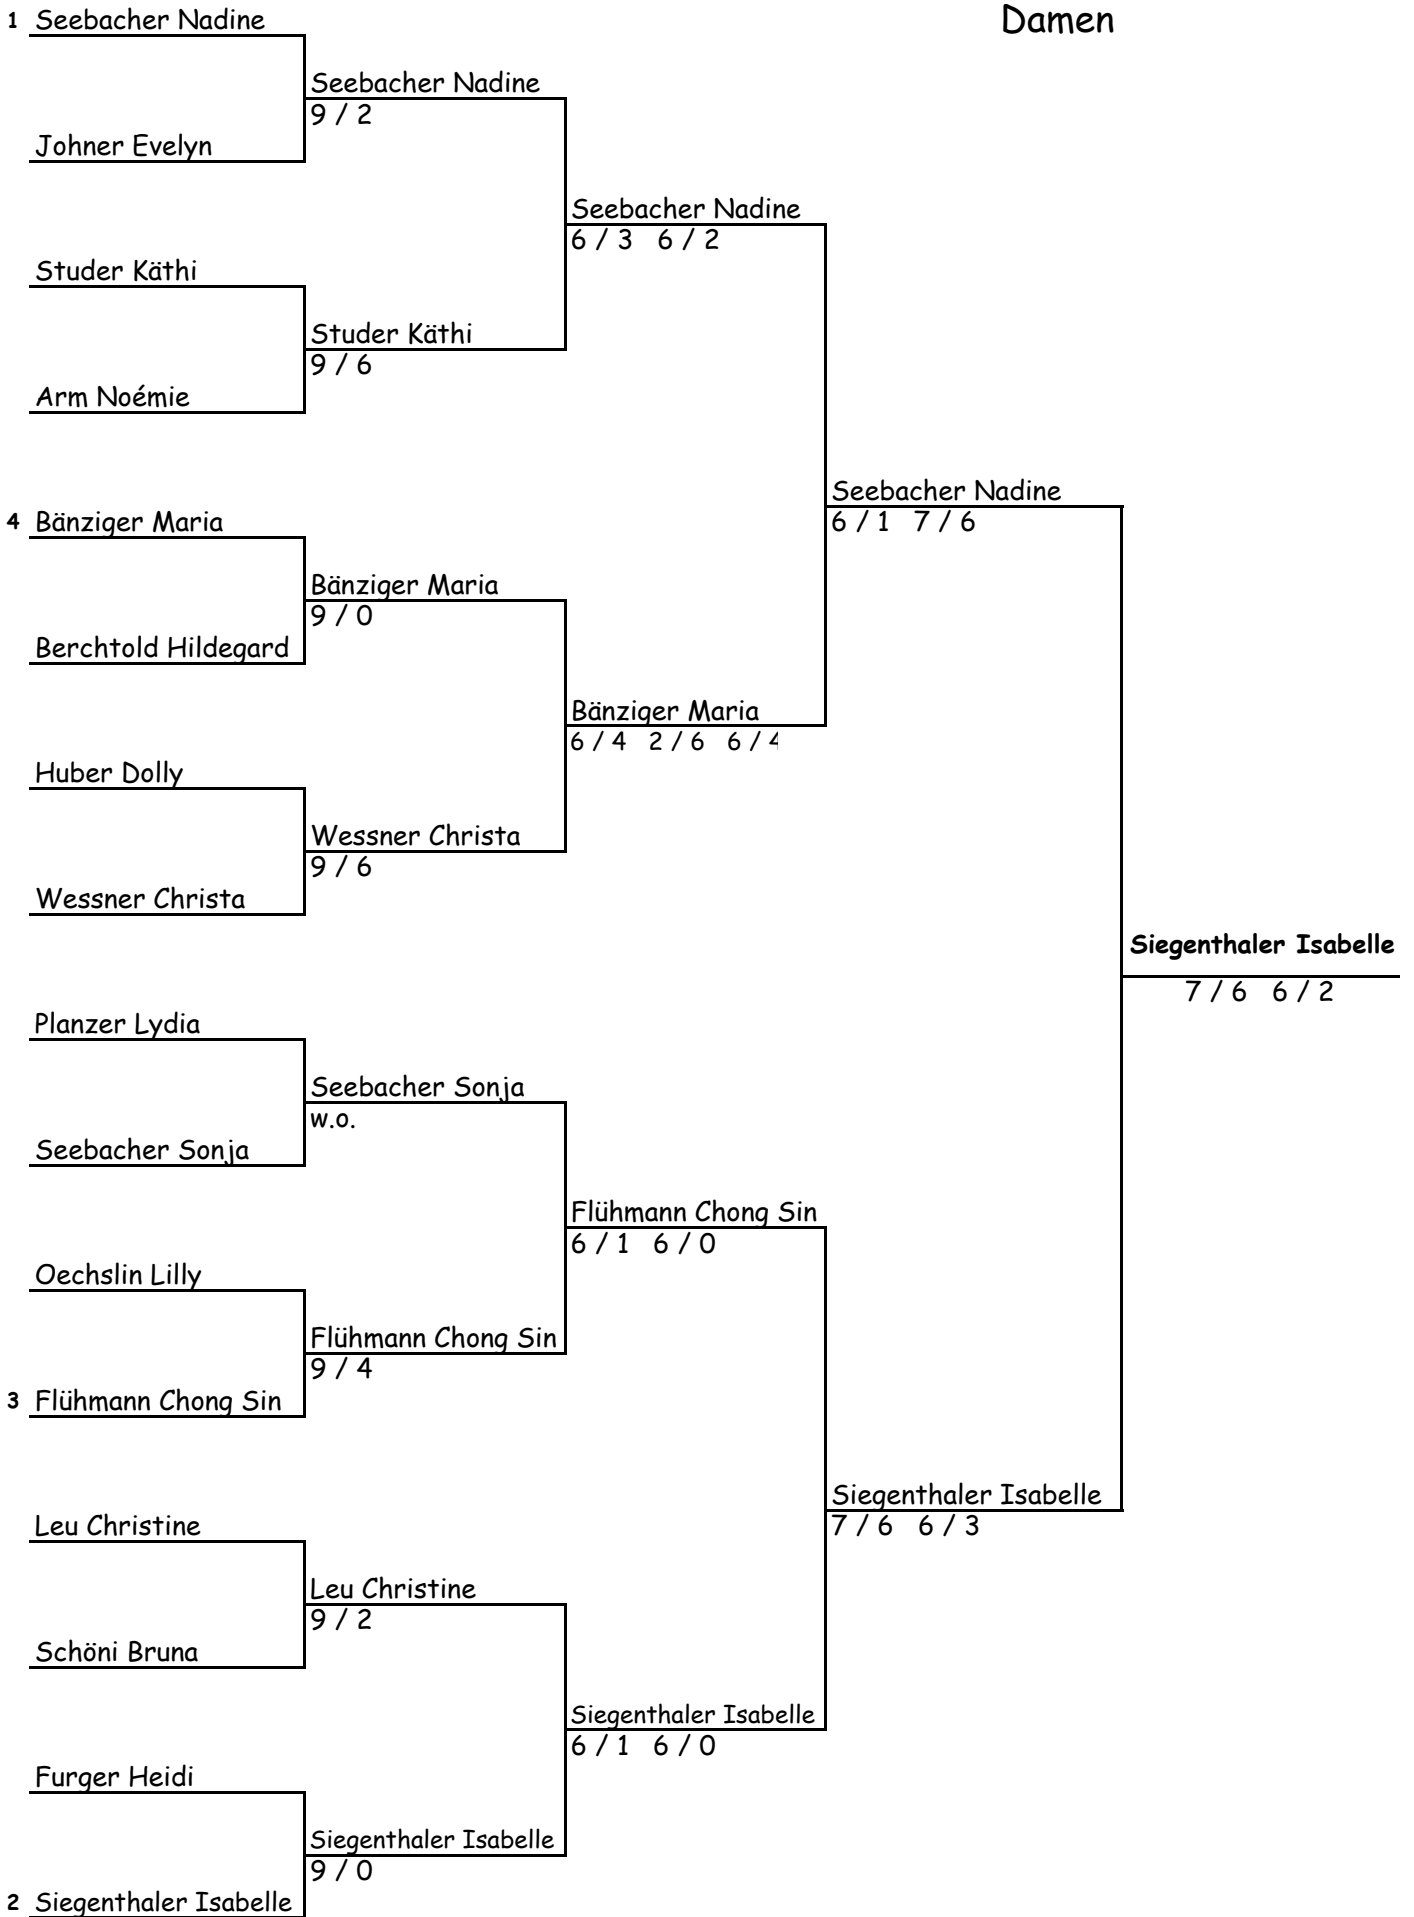 Damen
1 Seebacher Nadine
Seebacher Nadine
9 / 2
Johner Evelyn
Seebacher Nadine
6 / 3 6 / 2
Studer Käthi
Studer Käthi
9 / 6
Arm Noémie
Seebacher Nadine
6 / 1 7 / 6
4 Bänziger Maria
Bänziger Maria
9 / 0
Berchtold Hildegard
Bänziger Maria
6 / 4 2 / 6 6 / 4
Huber Dolly
Wessner Christa
9 / 6
Wessner Christa
Siegenthaler Isabelle
7 / 6 6 / 2
Planzer Lydia
Seebacher Sonja
w.o.
Seebacher Sonja
Flühmann Chong Sin
6 / 1 6 / 0
Oechslin Lilly
Flühmann Chong Sin
9 / 4
3 Flühmann Chong Sin
Siegenthaler Isabelle
7 / 6 6 / 3
Leu Christine
Leu Christine
9 / 2
Schöni Bruna
Siegenthaler Isabelle
6 / 1 6 / 0
Furger Heidi
Siegenthaler Isabelle
9 / 0
2 Siegenthaler Isabelle